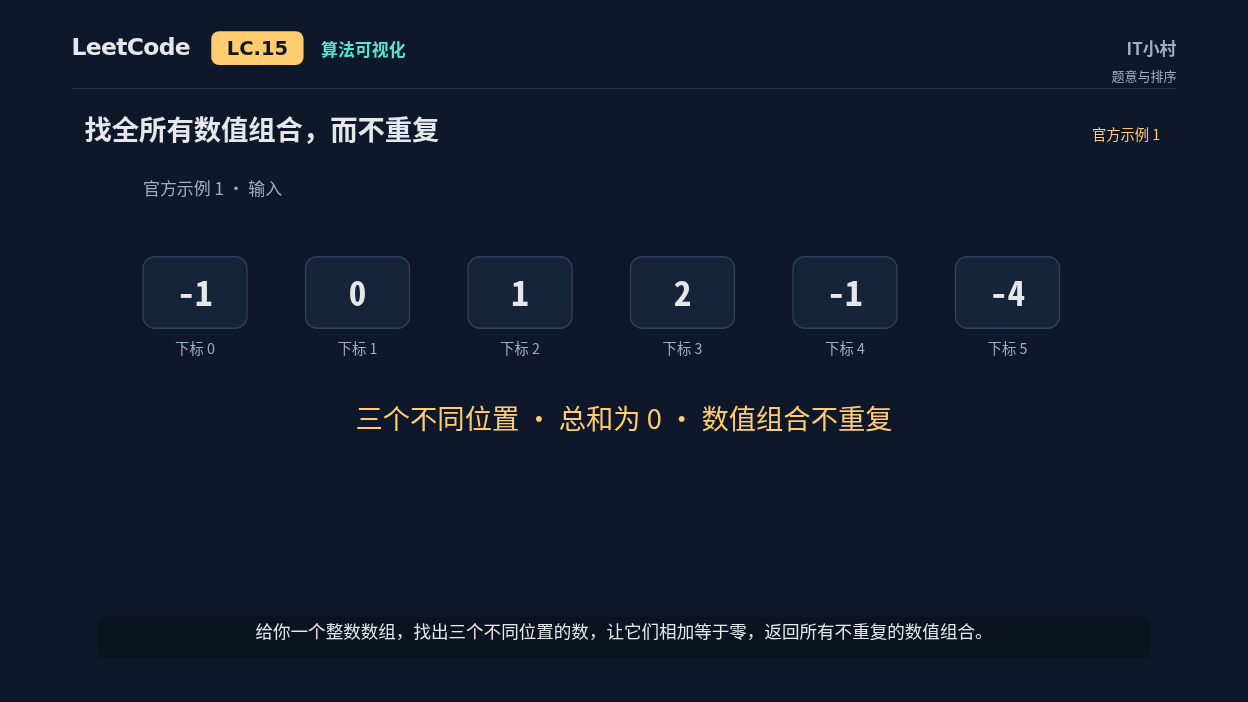 LeetCode LC.15 算法可视化 IT小村
题意与排序
找全所有数值组合，而不重复 官方示例 1
官方示例 1 • 输入
-1 0 1 2 -1 -4
下标 0 下标 1 下标 2 下标 3 下标 4 下标 5
三个不同位置 • 总和为 0 • 数值组合不重复
给你一个整数数组，找出三个不同位置的数，让它们相加等于零，返回所有不重复的数值组合。